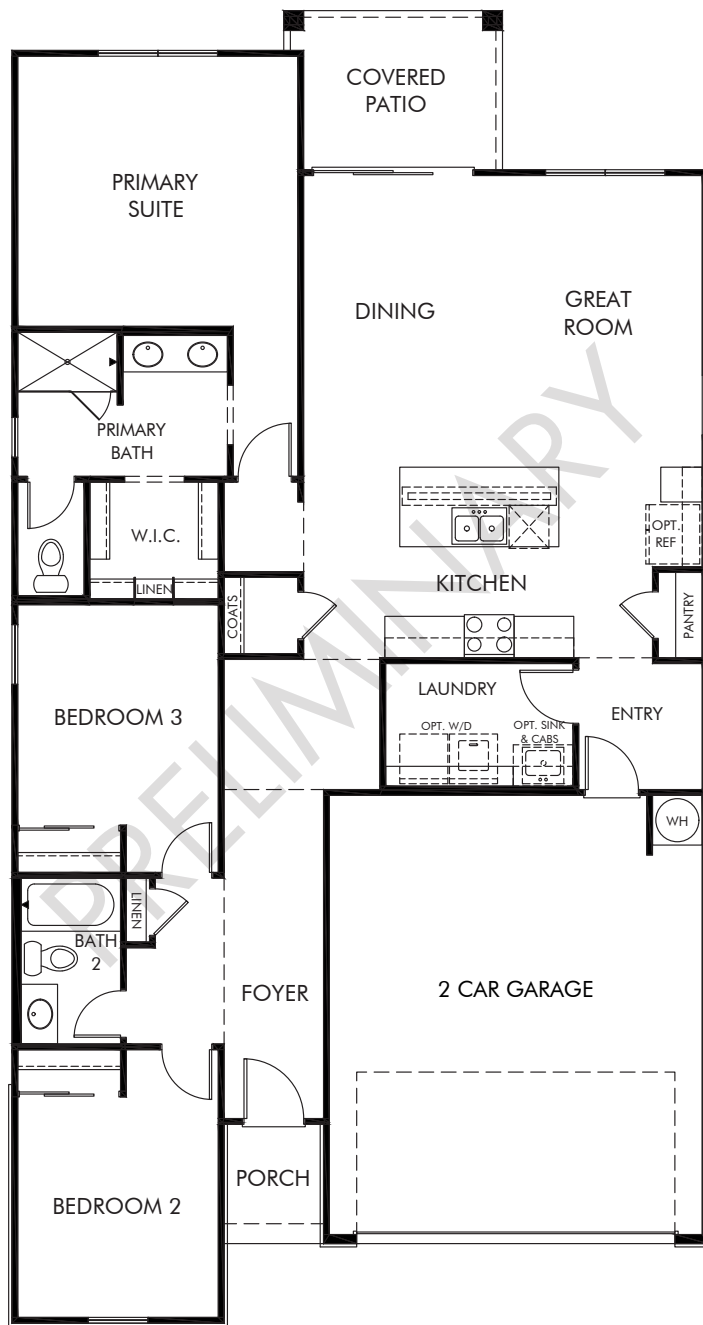 COVERED
PATIO
PRIMARY
SUITE
DINING
GREAT
ROOM
PRIMARY
BATH
W.I.C.
LINEN
OPT.
REF
KITCHEN
COATS
PANTRY
LAUNDRY
OPT. W/D
OPT. SINK
& CABS
ENTRY
BEDROOM 3
WH
LINEN
BATH
2
FOYER
2 CAR GARAGE
PORCH
BEDROOM 2
PRELIMINARY